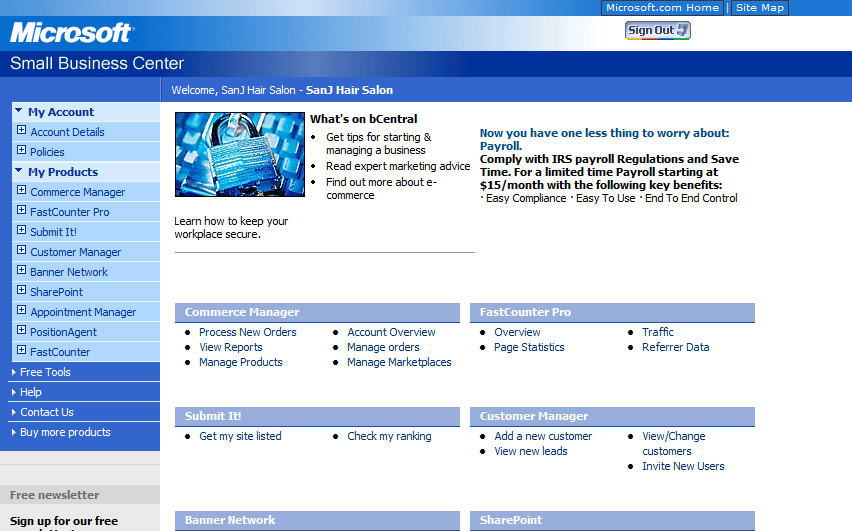 Microsoft.com Home | Site Map
Microsoft
Sign Out
Small Business Center
Welcome, SanJ Hair Salon - SanJ Hair Salon
My Account
Account Details
Policies
My Products
Commerce Manager
FastCounter Pro
Submit It!
Customer Manager
Banner Network
SharePoint
Appointment Manager
PositionAgent
FastCounter
Free Tools
Help
Contact Us
Buy more products
Free newsletter
Sign up for our free
What's on bCentral
• Get tips for starting &
managing a business
• Read expert marketing advice
• Find out more about e-
commerce
Learn how to keep your
workplace secure.
Now you have one less thing to worry about:
Payroll.
Comply with IRS payroll Regulations and Save
Time. For a limited time Payroll starting at
$15/month with the following key benefits:
· Easy Compliance · Easy To Use · End To End Control
Commerce Manager
• Process New Orders
• View Reports
• Manage Products
• Account Overview
• Manage orders
• Manage Marketplaces
FastCounter Pro
• Overview
• Page Statistics
• Traffic
• Referrer Data
Submit It!
• Get my site listed
• Check my ranking
Customer Manager
• Add a new customer
• View new leads
• View/Change
customers
• Invite New Users
Banner Network
SharePoint